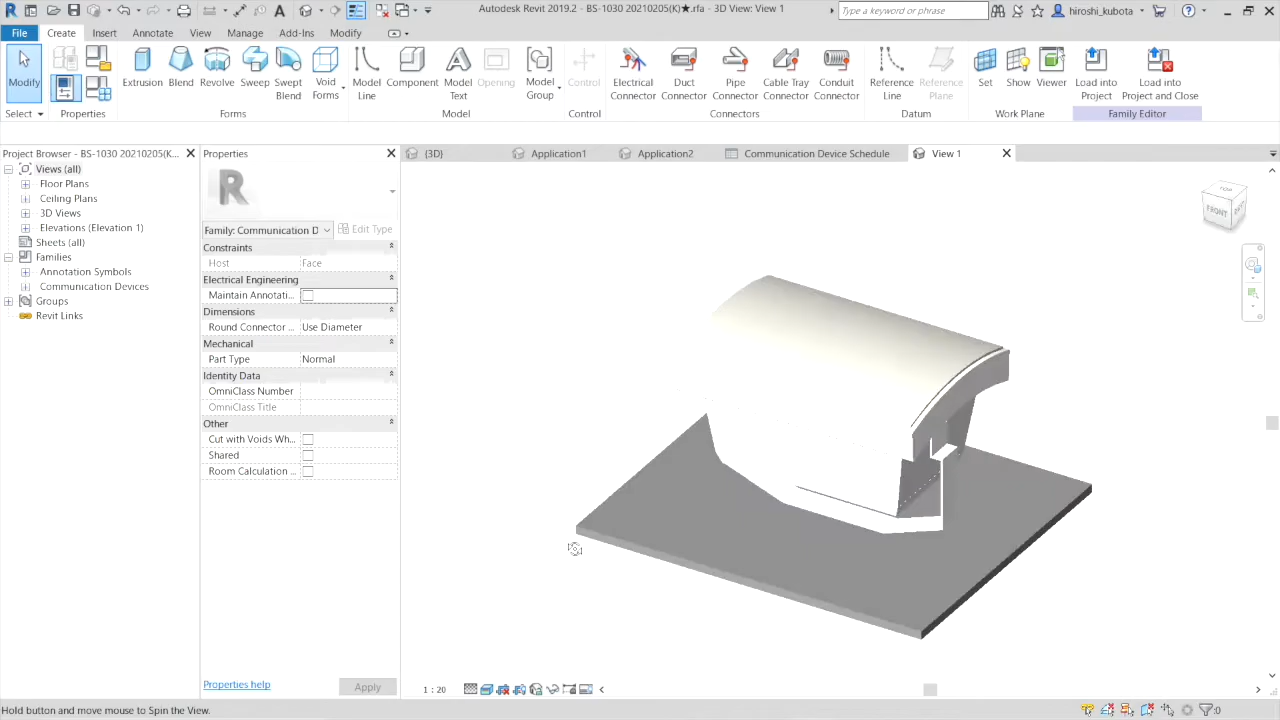 Autodesk Revit 2019.2 - BS-1030 20210205(K)★.rfa - 3D View: View 1
Type a keyword or phrase
hiroshi_kubota
File Create Insert Annotate View Manage Add-Ins Modify
Modify
Extrusion Blend Revolve Sweep Swept Blend Void Forms
Model Line Component Model Text Opening Model Group
Control
Electrical Connector Duct Connector Pipe Connector Cable Tray Connector Conduit Connector
Reference Line Reference Plane
Set Show Viewer
Load into Project Load into Project and Close
Select Properties Forms Model Control Connectors Datum Work Plane Family Editor
Project Browser - BS-1030 20210205(K...
Views (all)
Floor Plans
Ceiling Plans
3D Views
Elevations (Elevation 1)
Sheets (all)
Families
Annotation Symbols
Communication Devices
Groups
Revit Links
Properties
R
Family: Communication D
Edit Type
Constraints
Host Face
Electrical Engineering
Maintain Annotati...
Dimensions
Round Connector ... Use Diameter
Mechanical
Part Type Normal
Identity Data
OmniClass Number
OmniClass Title
Other
Cut with Voids Wh...
Shared
Room Calculation ...
Properties help
Apply
(3D) Application1 Application2 Communication Device Schedule View 1
TOP
FRONT
1 : 20
Hold button and move mouse to Spin the View.
:0